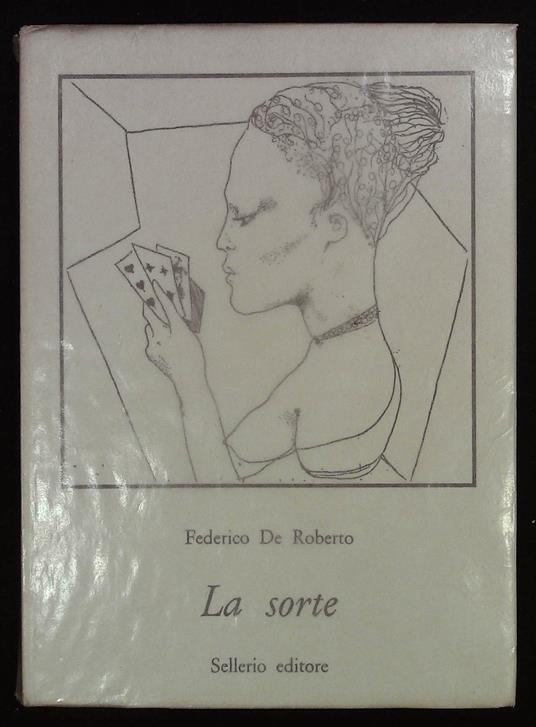 Federico De Roberto
La sorte
Sellerio editore